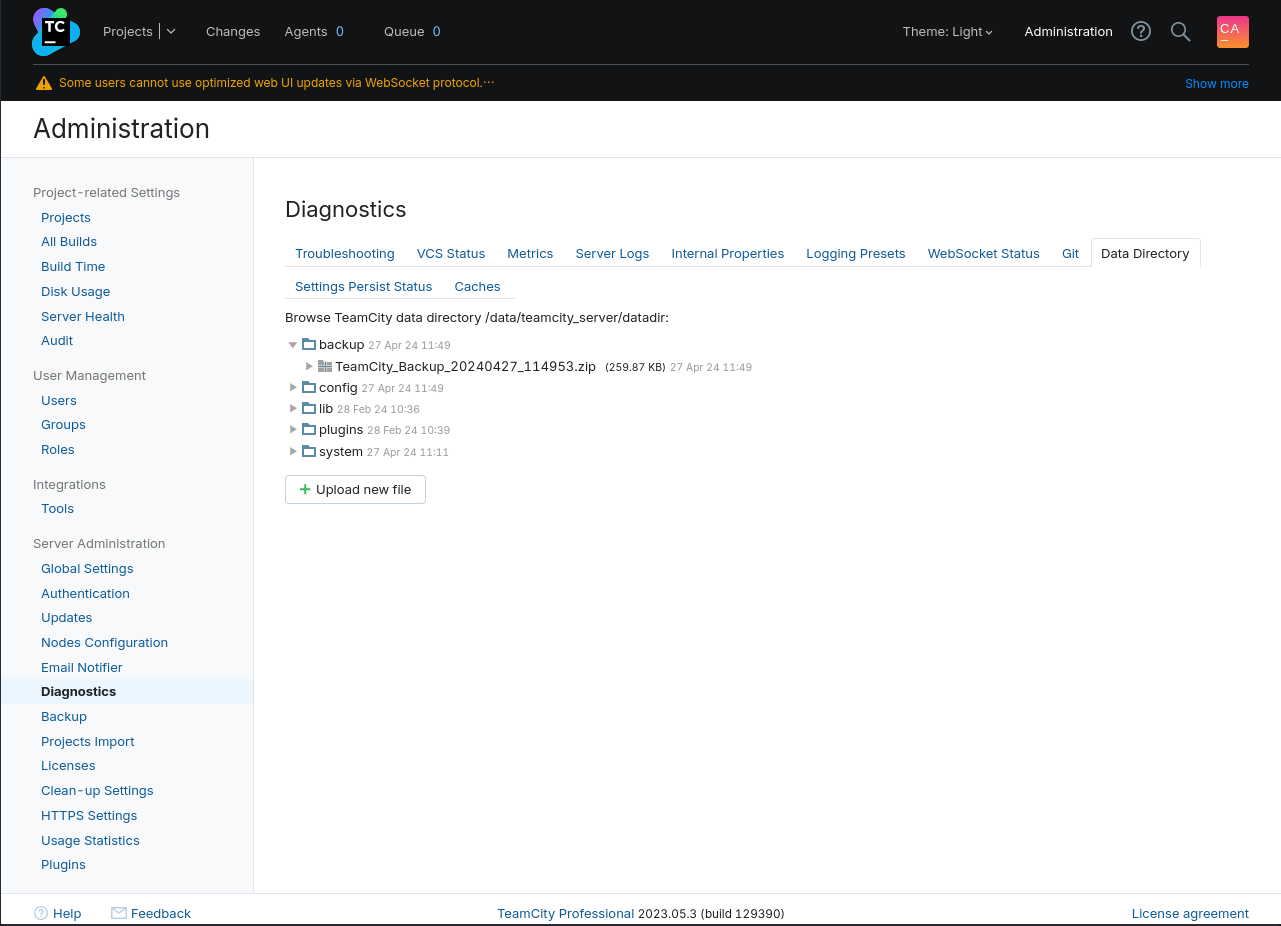 TC
Projects
Changes
Agents 0
Queue 0
Theme: Light
Administration
CA
Some users cannot use optimized web UI updates via WebSocket protocol.···
Show more
Administration
Project-related Settings
Projects
All Builds
Build Time
Disk Usage
Server Health
Audit
User Management
Users
Groups
Roles
Integrations
Tools
Server Administration
Global Settings
Authentication
Updates
Nodes Configuration
Email Notifier
Diagnostics
Backup
Projects Import
Licenses
Clean-up Settings
HTTPS Settings
Usage Statistics
Plugins
Diagnostics
Troubleshooting
VCS Status
Metrics
Server Logs
Internal Properties
Logging Presets
WebSocket Status
Git
Data Directory
Settings Persist Status
Caches
Browse TeamCity data directory /data/teamcity_server/datadir:
backup 27 Apr 24 11:49
TeamCity_Backup_20240427_114953.zip (259.87 KB) 27 Apr 24 11:49
config 27 Apr 24 11:49
lib 28 Feb 24 10:36
plugins 28 Feb 24 10:39
system 27 Apr 24 11:11
+ Upload new file
? Help
Feedback
TeamCity Professional 2023.05.3 (build 129390)
License agreement